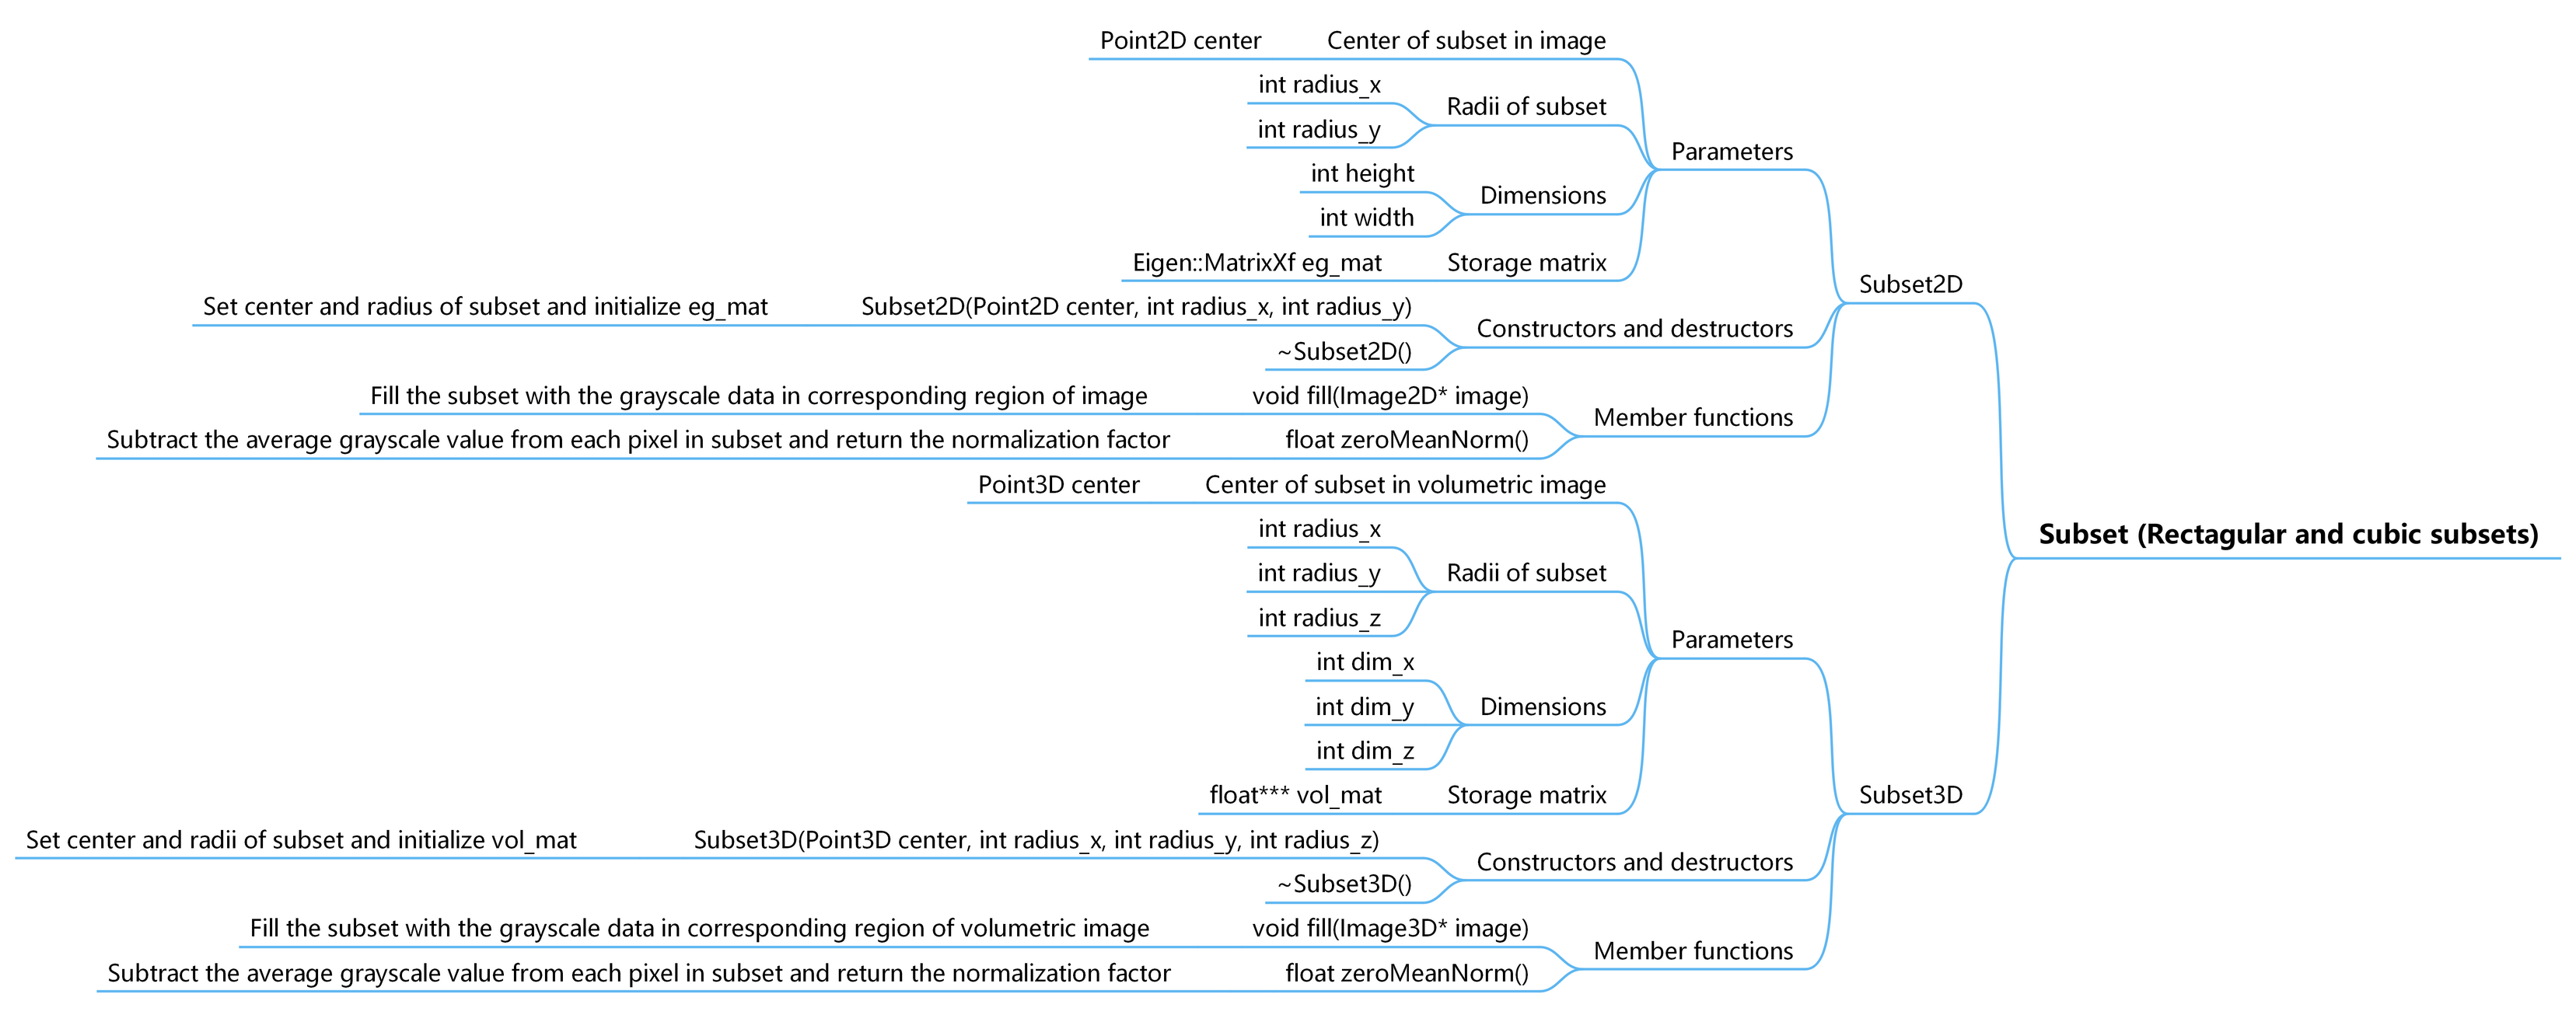 Point2D center Center of subset in image
int radius_x
Radii of subset
int radius_y
Parameters
int height
Dimensions
int width
Eigen::MatrixXf eg_mat Storage matrix
Subset2D
Set center and radius of subset and initialize eg_mat Subset2D(Point2D center, int radius_x, int radius_y)
Constructors and destructors
~Subset2D()
Fill the subset with the grayscale data in corresponding region of image void fill(Image2D* image)
Member functions
Subtract the average grayscale value from each pixel in subset and return the normalization factor float zeroMeanNorm()
Point3D center Center of subset in volumetric image
int radius_x
Subset (Rectagular and cubic subsets)
int radius_y Radii of subset
int radius_z
Parameters
int dim_x
int dim_y Dimensions
int dim_z
float*** vol_mat Storage matrix Subset3D
Set center and radii of subset and initialize vol_mat Subset3D(Point3D center, int radius_x, int radius_y, int radius_z)
Constructors and destructors
~Subset3D()
Fill the subset with the grayscale data in corresponding region of volumetric image void fill(Image3D* image)
Member functions
Subtract the average grayscale value from each pixel in subset and return the normalization factor float zeroMeanNorm()